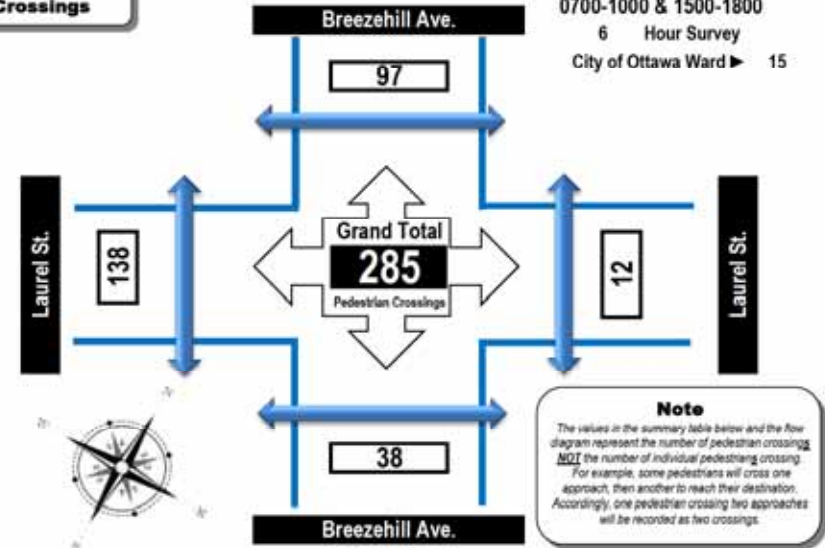 Crossings
Breezehill Ave.
0700-1000 & 1500-1800
6 Hour Survey
City of Ottawa Ward ► 15
97
Laurel St.
138
Grand Total
285
Pedestrian Crossings
12
Laurel St.
38
Breezehill Ave.
Note
The values in the summary table below and the flow
diagram represent the number of pedestrian crossings
NOT the number of individual pedestrians crossing.
For example, some pedestrians will cross one
approach, then another to reach their destination.
Accordingly, one pedestrian crossing two approaches
will be recorded as two crossings.